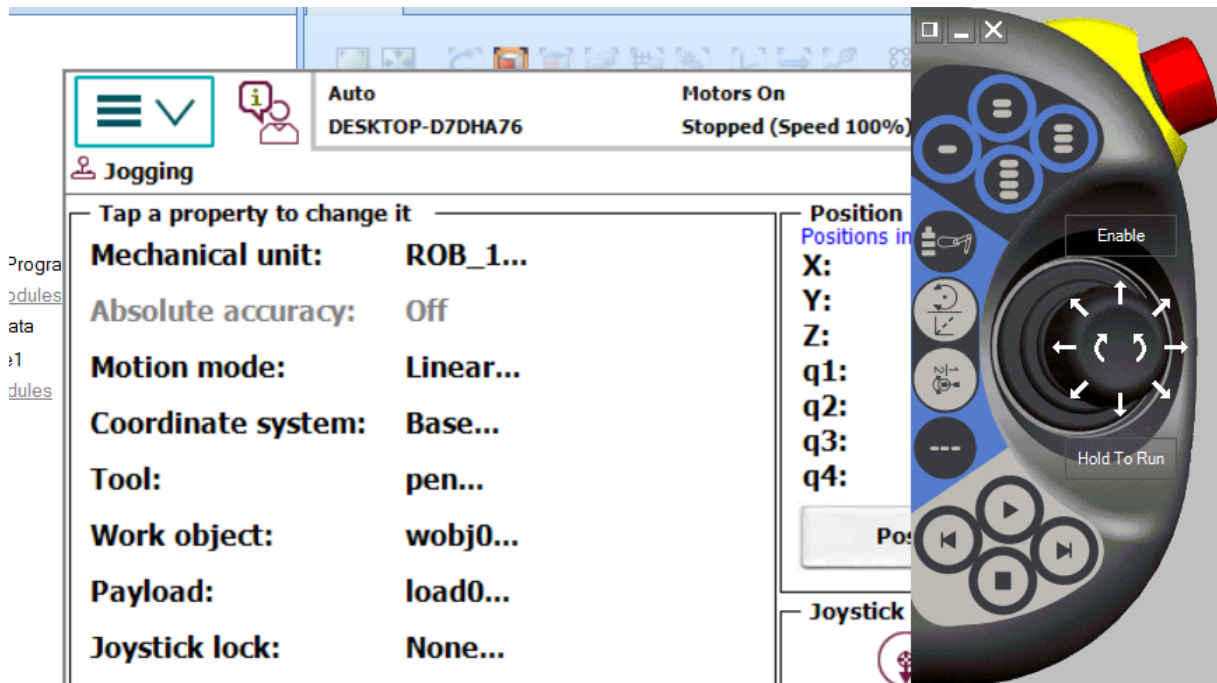 Auto
Motors On
DESKTOP-D7DHA76
Stopped (Speed 100%)
Jogging
Tap a property to change it
Mechanical unit: ROB_1...
Absolute accuracy: Off
Motion mode: Linear...
Coordinate system: Base...
Tool: pen...
Work object: wobj0...
Payload: load0...
Joystick lock: None...
Position
Positions in
X:
Y:
Z:
q1:
q2:
q3:
q4:
Pos
Joystick
Enable
Hold To Run
Progra
odules
ata
e1
dules